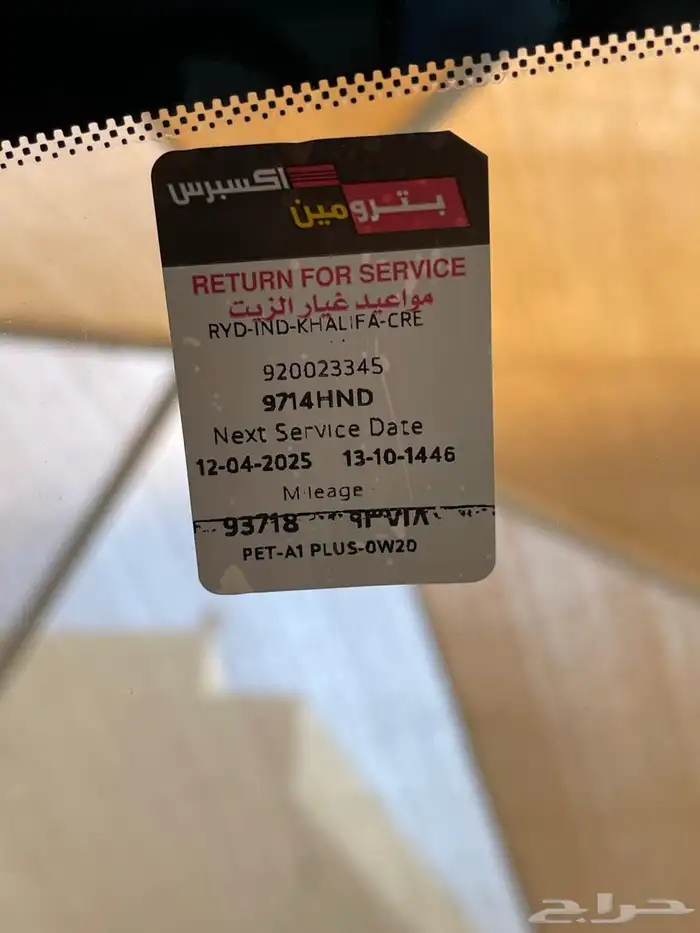 بترومين اكسبرس
RETURN FOR SERVICE
مواعيد غيار الزيت
RYD-IND-KHALIFA-CRE
920023345
9714HND
Next Service Date
12-04-2025 13-10-1446
Mileage
93718 ٩٣٧١٨
PET-A1 PLUS-0W20
حراج